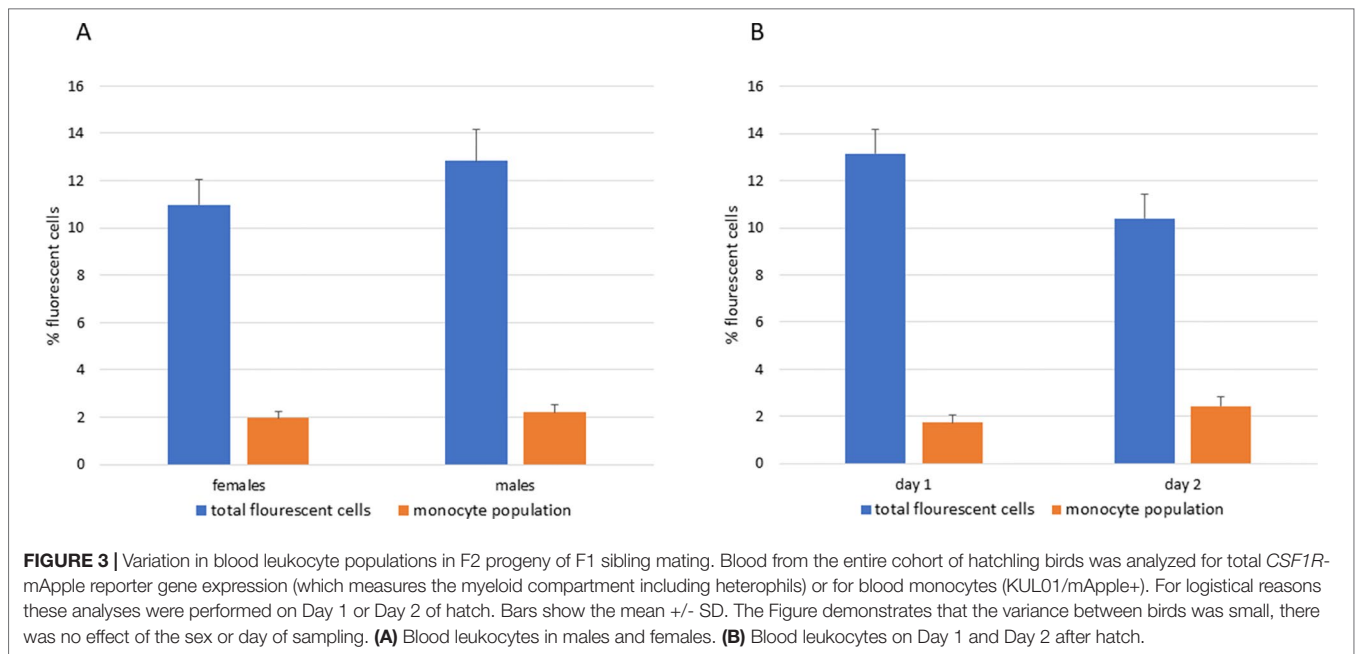 A
16
14
12
10
8
6
4
2
0
% fluorescent cells
females
males
total flourescent cells
monocyte population
B
16
14
12
10
8
6
4
2
0
% flourescent cells
day 1
day 2
total flourescent cells
monocyte population
FIGURE 3 | Variation in blood leukocyte populations in F2 progeny of F1 sibling mating. Blood from the entire cohort of hatchling birds was analyzed for total CSF1R-
mApple reporter gene expression (which measures the myeloid compartment including heterophils) or for blood monocytes (KUL01/mApple+). For logistical reasons
these analyses were performed on Day 1 or Day 2 of hatch. Bars show the mean +/- SD. The Figure demonstrates that the variance between birds was small, there
was no effect of the sex or day of sampling. (A) Blood leukocytes in males and females. (B) Blood leukocytes on Day 1 and Day 2 after hatch.